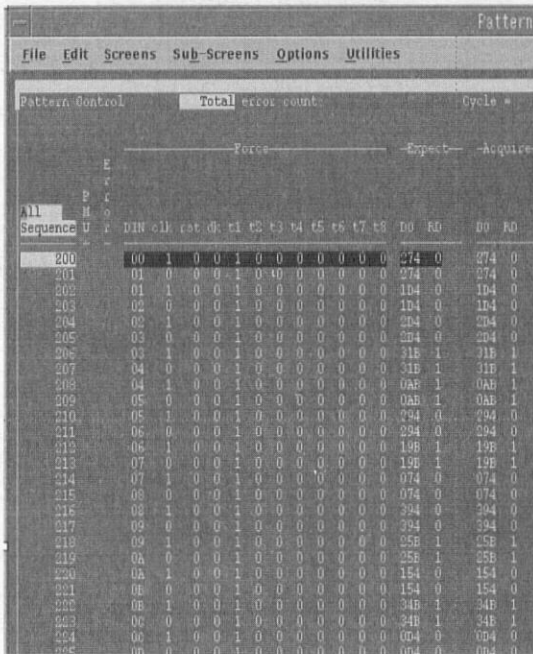 Pattern
File Edit Screens Sub-Screens Options Utilities
Pattern Control Total error count: Cycle =
Force Expect Acquire
All
Sequence
P
M
U
E
r
r
o
r
DIN clk rst dk t1 t2 t3 t4 t5 t6 t7 t8 DO RD DO RD
200 00 1 0 0 1 0 0 0 0 0 0 0 274 0 274 0
201 01 0 0 0 1 0 0 0 0 0 0 0 274 0 274 0
202 01 1 0 0 1 0 0 0 0 0 0 0 1D4 0 1D4 0
203 02 0 0 0 1 0 0 0 0 0 0 0 1D4 0 1D4 0
204 02 1 0 0 1 0 0 0 0 0 0 0 2D4 0 2D4 0
205 03 0 0 0 1 0 0 0 0 0 0 0 2D4 0 2D4 0
206 03 1 0 0 1 0 0 0 0 0 0 0 31B 1 31B 1
207 04 0 0 0 1 0 0 0 0 0 0 0 31B 1 31B 1
208 04 1 0 0 1 0 0 0 0 0 0 0 0AB 1 0AB 1
209 05 0 0 0 1 0 0 0 0 0 0 0 0AB 1 0AB 1
210 05 1 0 0 1 0 0 0 0 0 0 0 294 0 294 0
211 06 0 0 0 1 0 0 0 0 0 0 0 294 0 294 0
212 06 1 0 0 1 0 0 0 0 0 0 0 19B 1 19B 1
213 07 0 0 0 1 0 0 0 0 0 0 0 19B 1 19B 1
214 07 1 0 0 1 0 0 0 0 0 0 0 074 0 074 0
215 08 0 0 0 1 0 0 0 0 0 0 0 074 0 074 0
216 08 1 0 0 1 0 0 0 0 0 0 0 394 0 394 0
217 09 0 0 0 1 0 0 0 0 0 0 0 394 0 394 0
218 09 1 0 0 1 0 0 0 0 0 0 0 25B 1 25B 1
219 0A 0 0 0 1 0 0 0 0 0 0 0 25B 1 25B 1
220 0A 1 0 0 1 0 0 0 0 0 0 0 154 0 154 0
221 0B 0 0 0 1 0 0 0 0 0 0 0 154 0 154 0
222 0B 1 0 0 1 0 0 0 0 0 0 0 34B 1 34B 1
223 0C 0 0 0 1 0 0 0 0 0 0 0 34B 1 34B 1
224 0C 1 0 0 1 0 0 0 0 0 0 0 0D4 0 0D4 0
225 0D 0 0 0 1 0 0 0 0 0 0 0 0D4 0 0D4 0